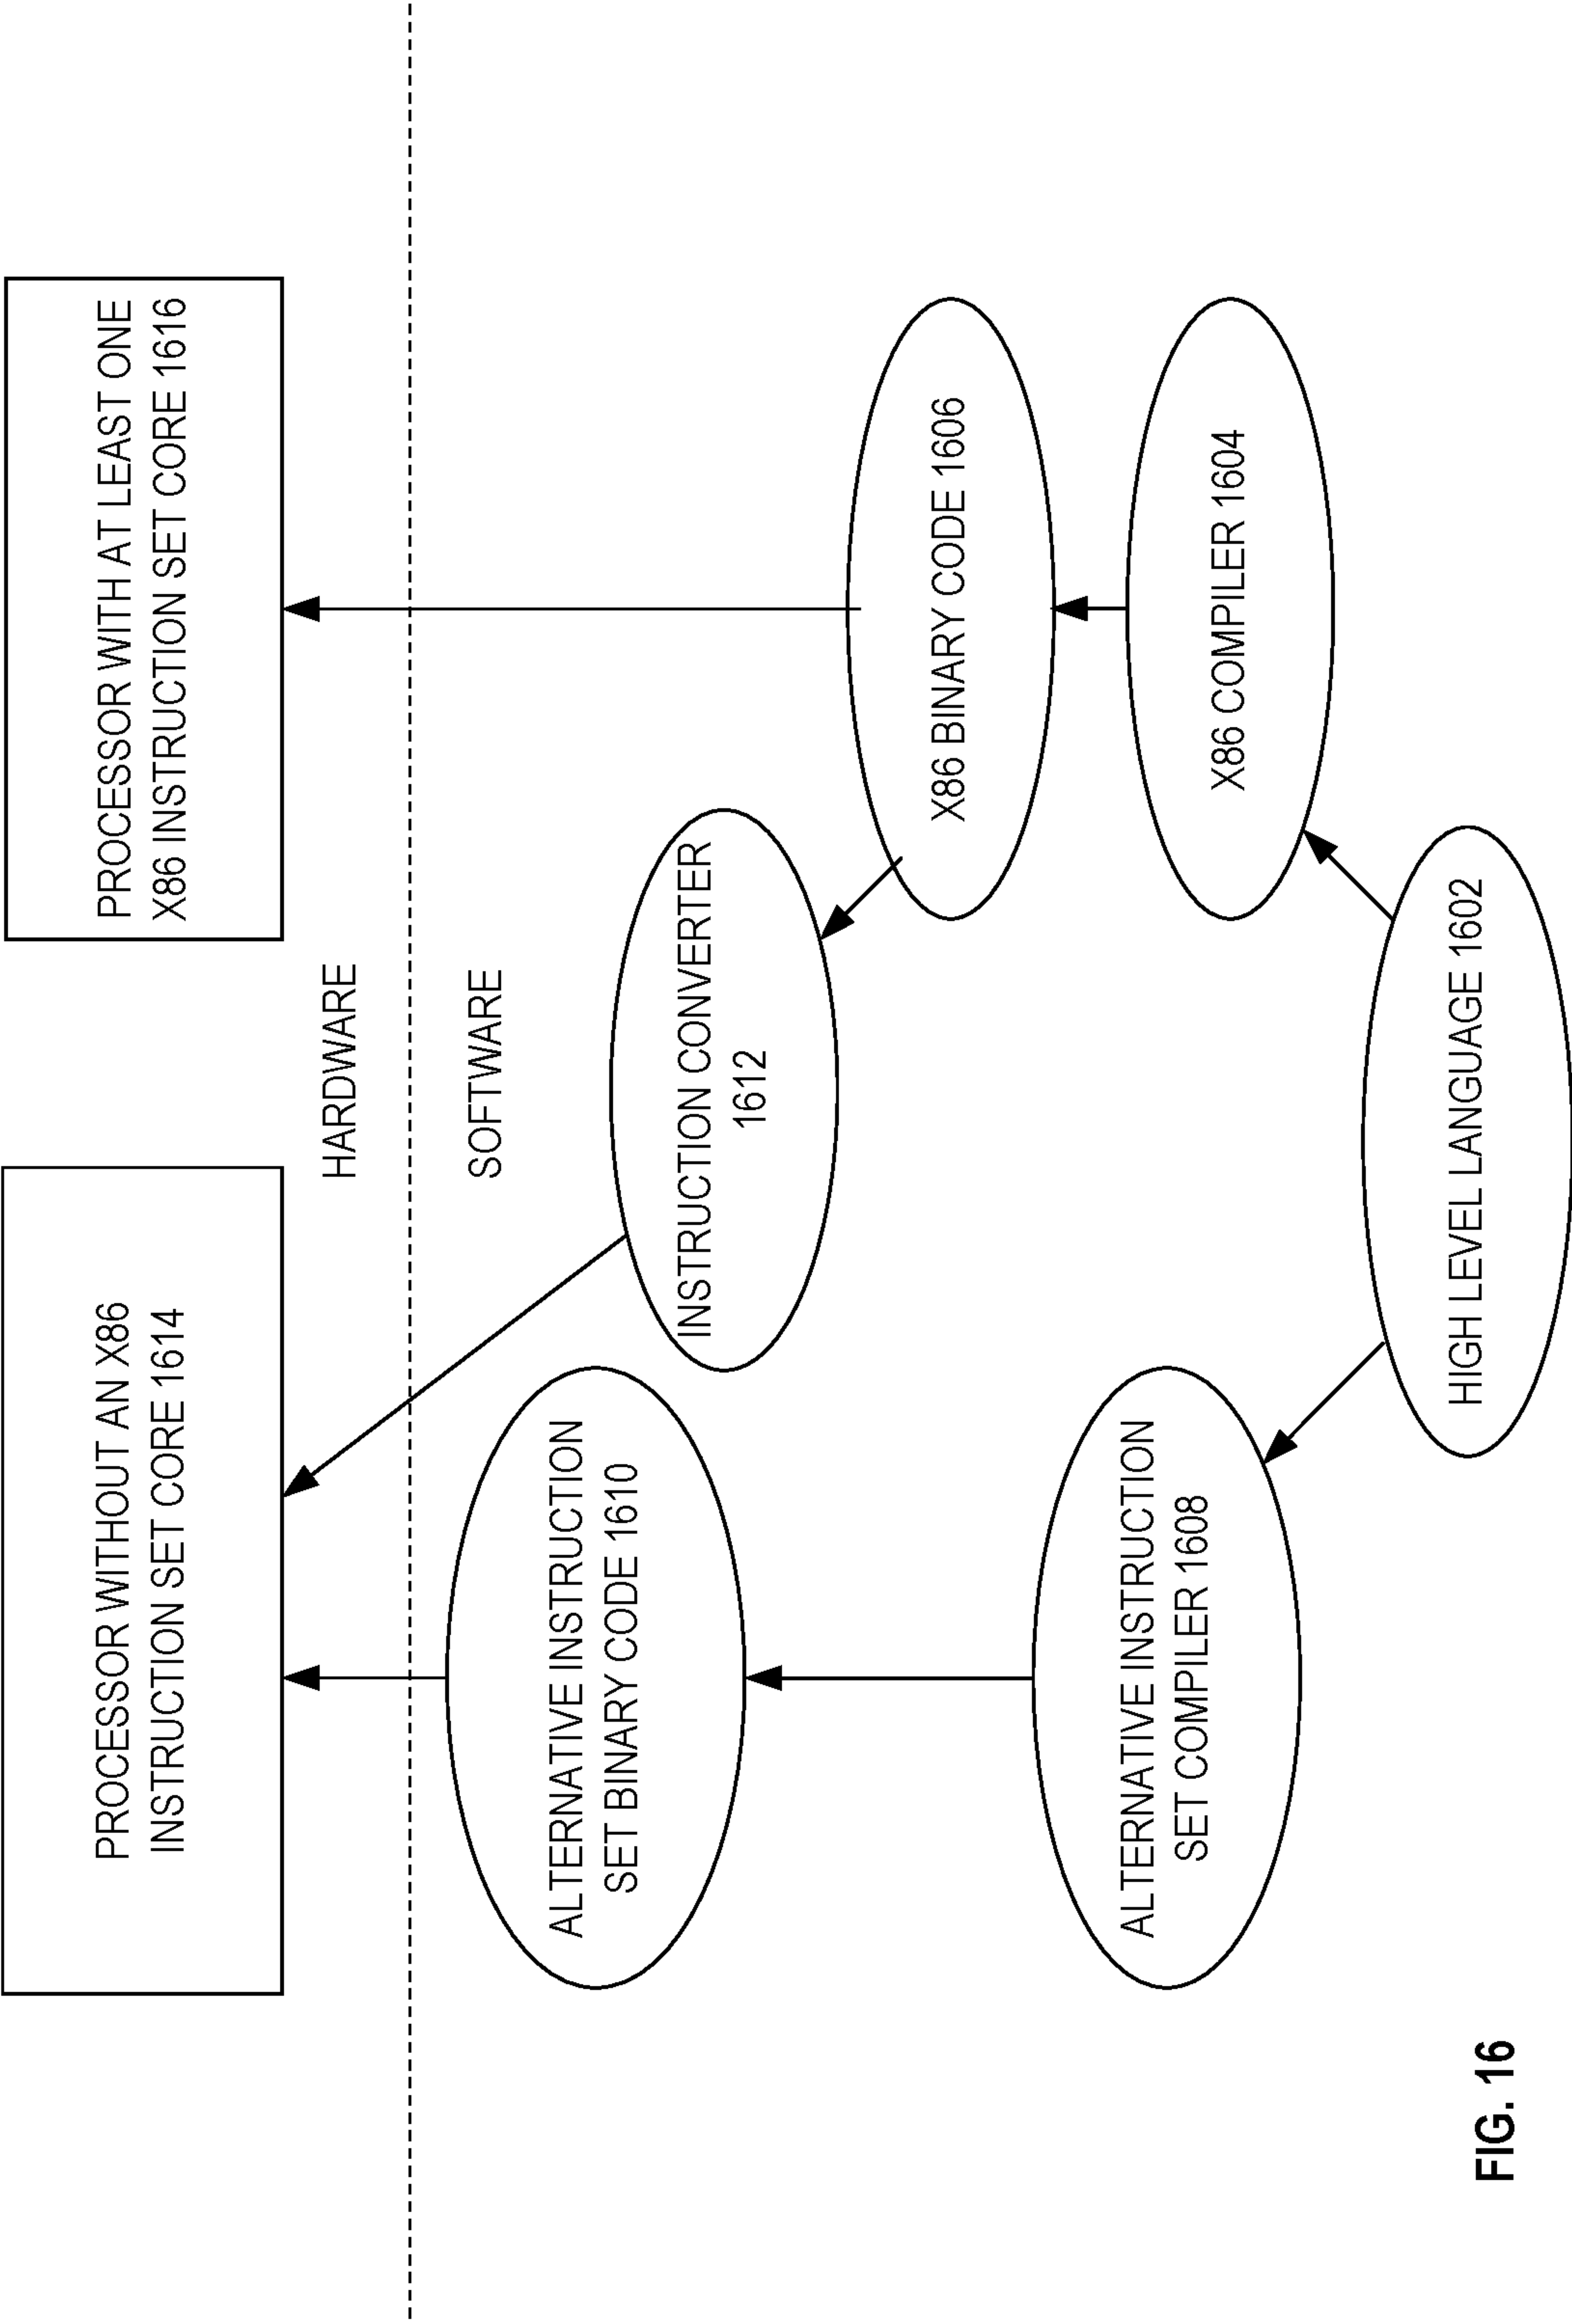 PROCESSOR WITHOUT AN X86
INSTRUCTION SET CORE 1614
PROCESSOR WITH AT LEAST ONE
X86 INSTRUCTION SET CORE 1616
HARDWARE
SOFTWARE
ALTERNATIVE INSTRUCTION
SET BINARY CODE 1610
INSTRUCTION CONVERTER
1612
X86 BINARY CODE 1606
ALTERNATIVE INSTRUCTION
SET COMPILER 1608
X86 COMPILER 1604
HIGH LEVEL LANGUAGE 1602
FIG. 16